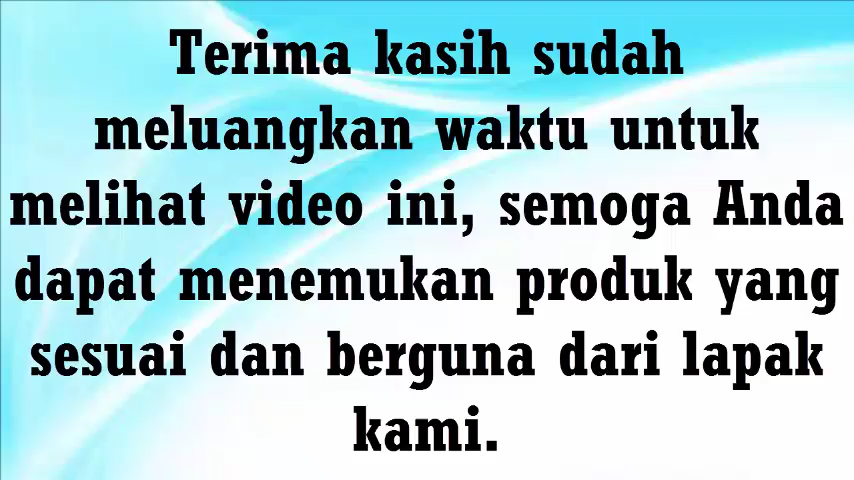 Terima kasih sudah
meluangkan waktu untuk
melihat video ini, semoga Anda
dapat menemukan produk yang
sesuai dan berguna dari lapak
kami.